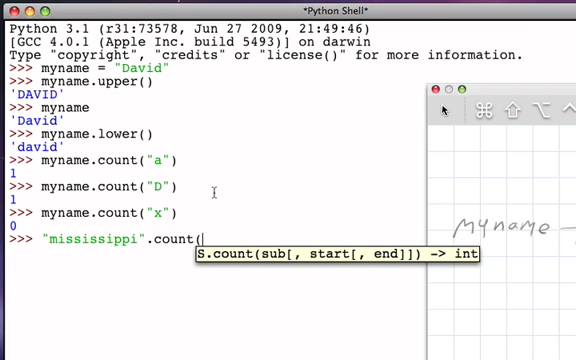 *Python Shell*
Python 3.1 (r31:73578, Jun 27 2009, 21:49:46)
[GCC 4.0.1 (Apple Inc. build 5493)] on darwin
Type "copyright", "credits" or "license()" for more information.
>>> myname = "David"
>>> myname.upper()
'DAVID'
>>> myname
'David'
>>> myname.lower()
'david'
>>> myname.count("a")
1
>>> myname.count("D")
1
>>> myname.count("x")
0
>>> "mississippi".count(
S.count(sub[, start[, end]]) -> int
myname